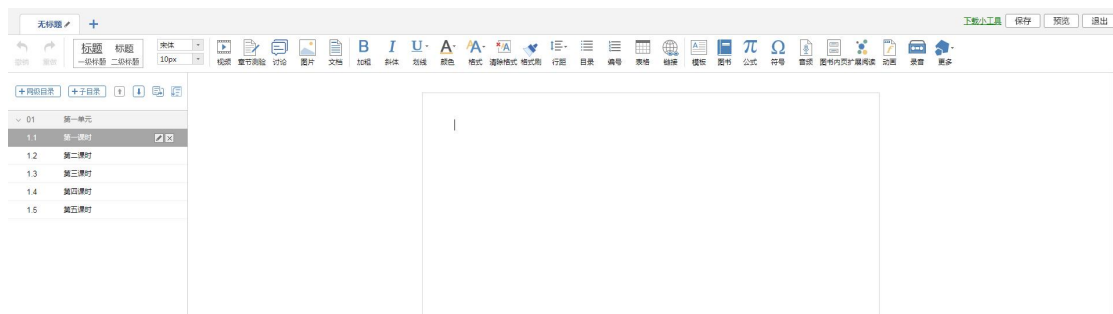 无标题
下载小工具 保存 预览 退出
标题 标题 宋体
撤销 重做 一级标题 二级标题 10px 视频 章节测验 讨论 图片 文档 加粗 斜体 划线 颜色 格式 清除格式 格式刷 行距 目录 编号 表格 链接 模板 图书 公式 符号 音频 图书内页 扩展阅读 动画 录音 更多
+同级目录 +子目录
01 第一单元
1.1 第一课时
1.2 第二课时
1.3 第三课时
1.4 第四课时
1.5 第五课时